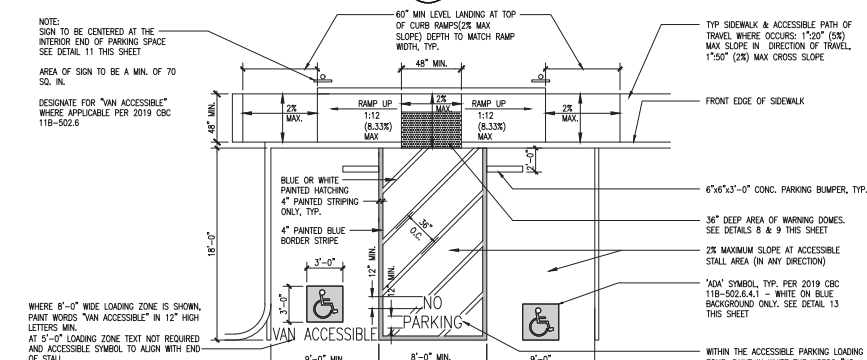 NOTE:
SIGN TO BE CENTERED AT THE
INTERIOR END OF PARKING SPACE
SEE DETAIL 11 THIS SHEET
AREA OF SIGN TO BE A MIN. OF 70
SQ. IN.
DESIGNATE FOR "VAN ACCESSIBLE"
WHERE APPLICABLE PER 2019 CBC
11B-502.6
60" MIN LEVEL LANDING AT TOP
OF CURB RAMPS(2% MAX
SLOPE) DEPTH TO MATCH RAMP
WIDTH, TYP.
48" MIN.
TYP SIDEWALK & ACCESSIBLE PATH OF
TRAVEL WHERE OCCURS: 1":20" (5%)
MAX SLOPE IN DIRECTION OF TRAVEL,
1":50" (2%) MAX CROSS SLOPE
FRONT EDGE OF SIDEWALK
48" MIN.
2%
MAX.
RAMP UP
1:12
(8.33%)
MAX
2%
MAX
RAMP UP
1:12
(8.33%)
MAX
2%
MAX.
2'-0"
BLUE OR WHITE
PAINTED HATCHING
4" PAINTED STRIPING
ONLY, TYP.
4" PAINTED BLUE
BORDER STRIPE
36"
O.C.
18'-0"
6"x6"x3'-0" CONC. PARKING BUMPER, TYP.
36" DEEP AREA OF WARNING DOMES.
SEE DETAILS 8 & 9 THIS SHEET
2% MAXIMUM SLOPE AT ACCESSIBLE
STALL AREA (IN ANY DIRECTION)
'ADA' SYMBOL, TYP. PER 2019 CBC
11B-502.6.4.1 - WHITE ON BLUE
BACKGROUND ONLY. SEE DETAIL 13
THIS SHEET
3'-0"
3'-0"
12" MIN.
12" MIN.
NO
PARKING
VAN ACCESSIBLE
WHERE 8'-0" WIDE LOADING ZONE IS SHOWN,
PAINT WORDS "VAN ACCESSIBLE" IN 12" HIGH
LETTERS MIN.
AT 5'-0" LOADING ZONE TEXT NOT REQUIRED
AND ACCESSIBLE SYMBOL TO ALIGN WITH END
OF STALL
9'-0" MIN
8'-0" MIN.
9'-0"
WITHIN THE ACCESSIBLE PARKING LOADING